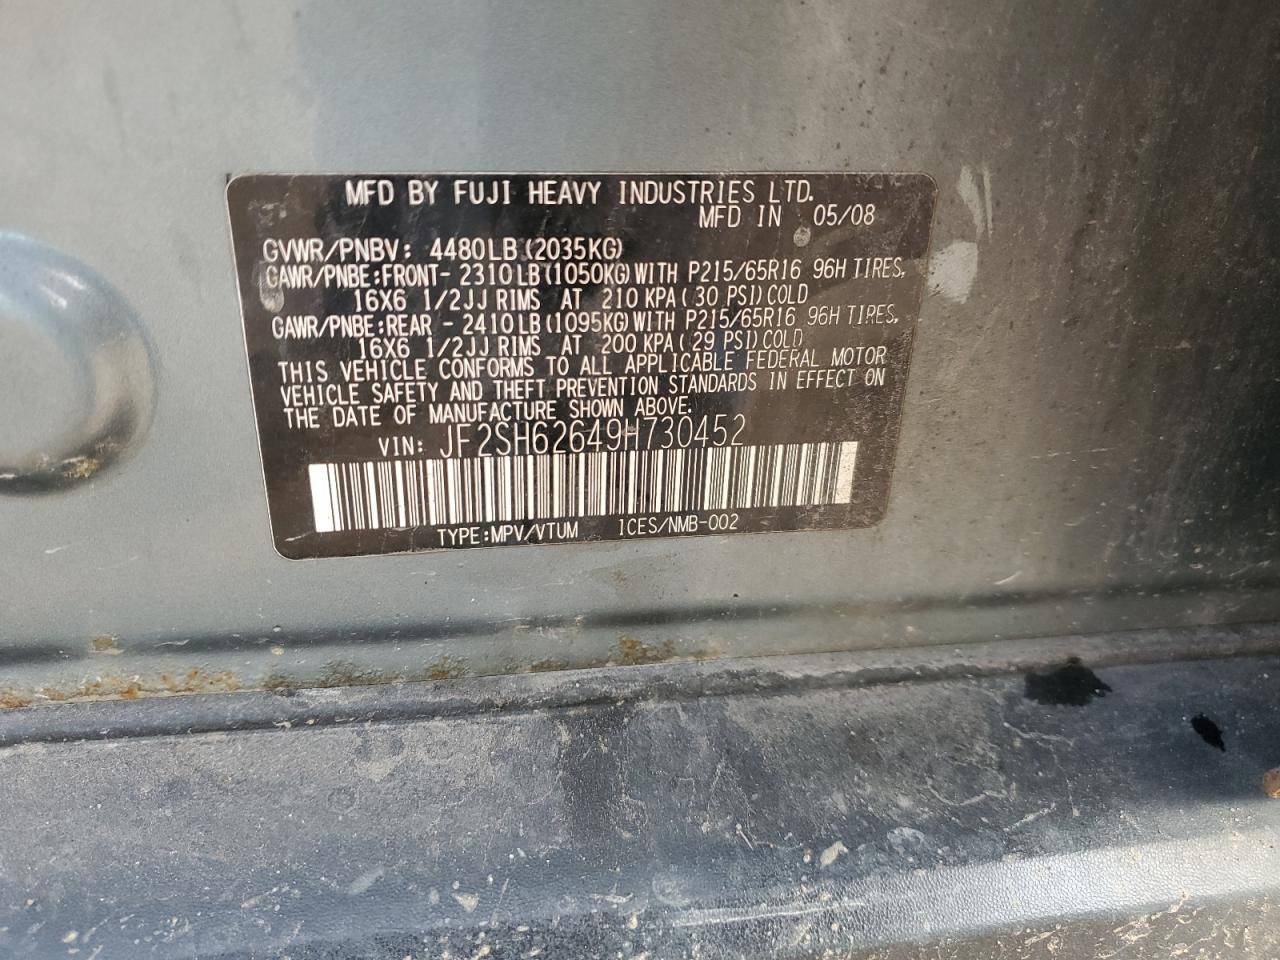 MFD BY FUJI HEAVY INDUSTRIES LTD.
MFD IN 05/08
GVWR/PNBV: 4480LB(2035KG)
GAWR/PNBE:FRONT- 2310LB(1050KG)WITH P215/65R16 96H TIRES,
16X6 1/2JJ RIMS AT 210 KPA(30 PSI)COLD
GAWR/PNBE:REAR - 2410LB(1095KG)WITH P215/65R16 96H TIRES,
16X6 1/2JJ RIMS AT 200 KPA(29 PSI)COLD
THIS VEHICLE CONFORMS TO ALL APPLICABLE FEDERAL MOTOR
VEHICLE SAFETY AND THEFT PREVENTION STANDARDS IN EFFECT ON
THE DATE OF MANUFACTURE SHOWN ABOVE.
VIN: JF2SH62649H730452
TYPE:MPV/VTUM 1CES/NMB-002